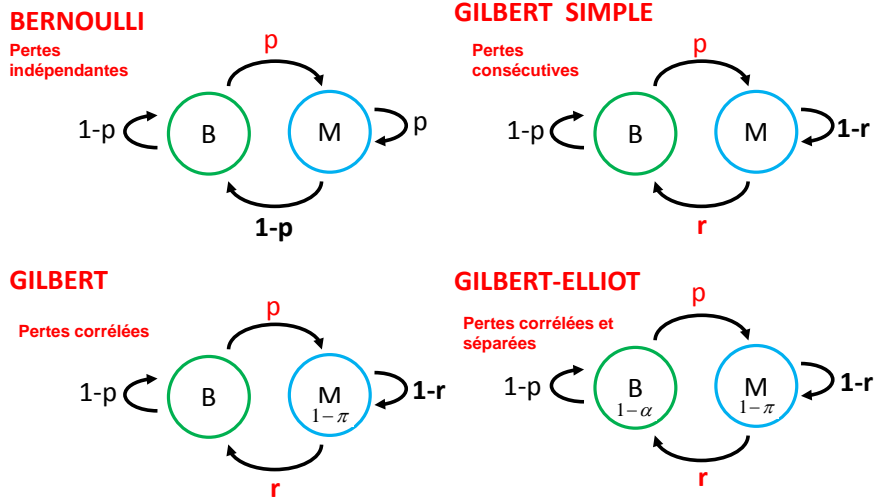 BERNOULLI
Pertes
indépendantes
p
1-p
B
M
p
1-p
GILBERT SIMPLE
Pertes
consécutives
p
1-p
B
M
1-r
r
GILBERT
Pertes corrélées
p
1-p
B
M
1-π
1-r
r
GILBERT-ELLIOT
Pertes corrélées et
séparées
p
1-p
B
1-α
M
1-π
1-r
r